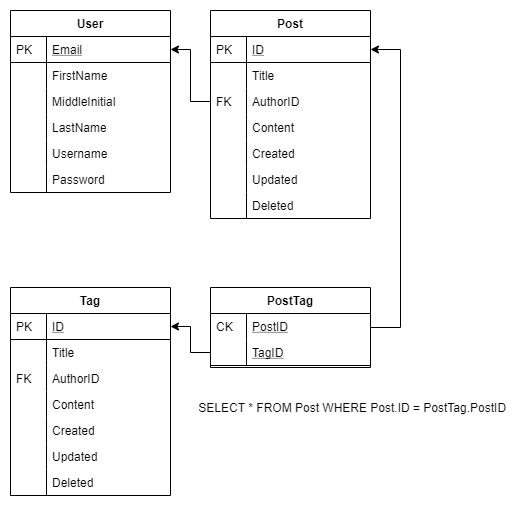 User
PK Email
FirstName
MiddleInitial
LastName
Username
Password
Post
PK ID
Title
FK AuthorID
Content
Created
Updated
Deleted
Tag
PK ID
Title
FK AuthorID
Content
Created
Updated
Deleted
PostTag
CK PostID
TagID
SELECT * FROM Post WHERE Post.ID = PostTag.PostID